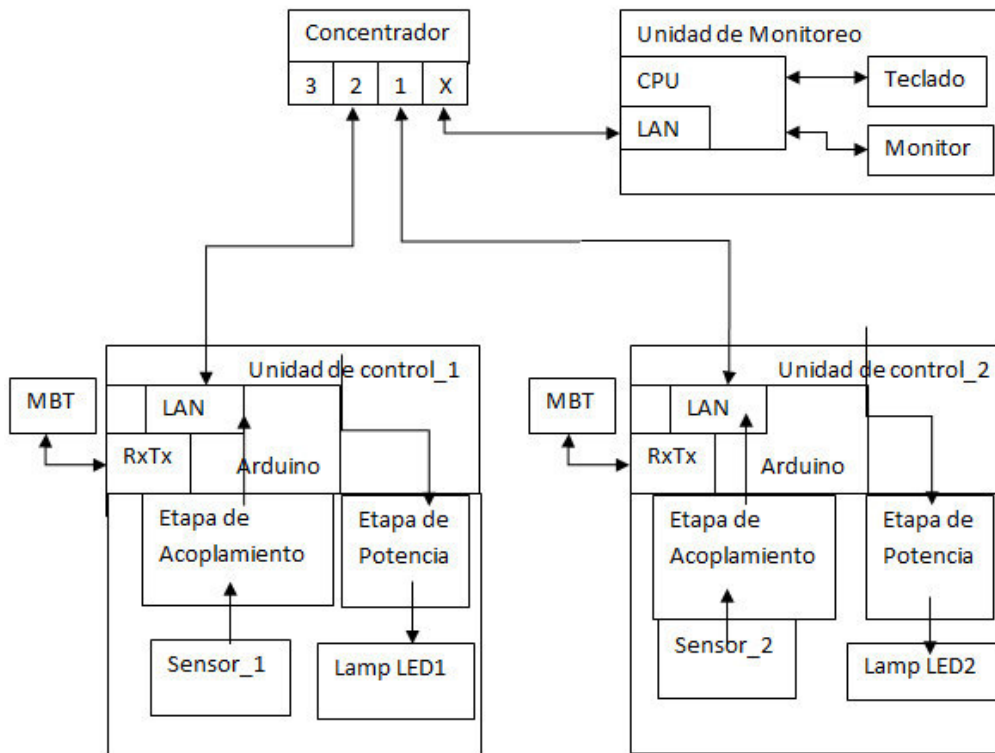 Concentrador
3 2 1 X
Unidad de Monitoreo
CPU
LAN
Teclado
Monitor
Unidad de control_1
MBT
LAN
RxTx
Arduino
Etapa de
Acoplamiento
Etapa de
Potencia
Sensor_1
Lamp LED1
Unidad de control_2
MBT
LAN
RxTx
Arduino
Etapa de
Acoplamiento
Etapa de
Potencia
Sensor_2
Lamp LED2